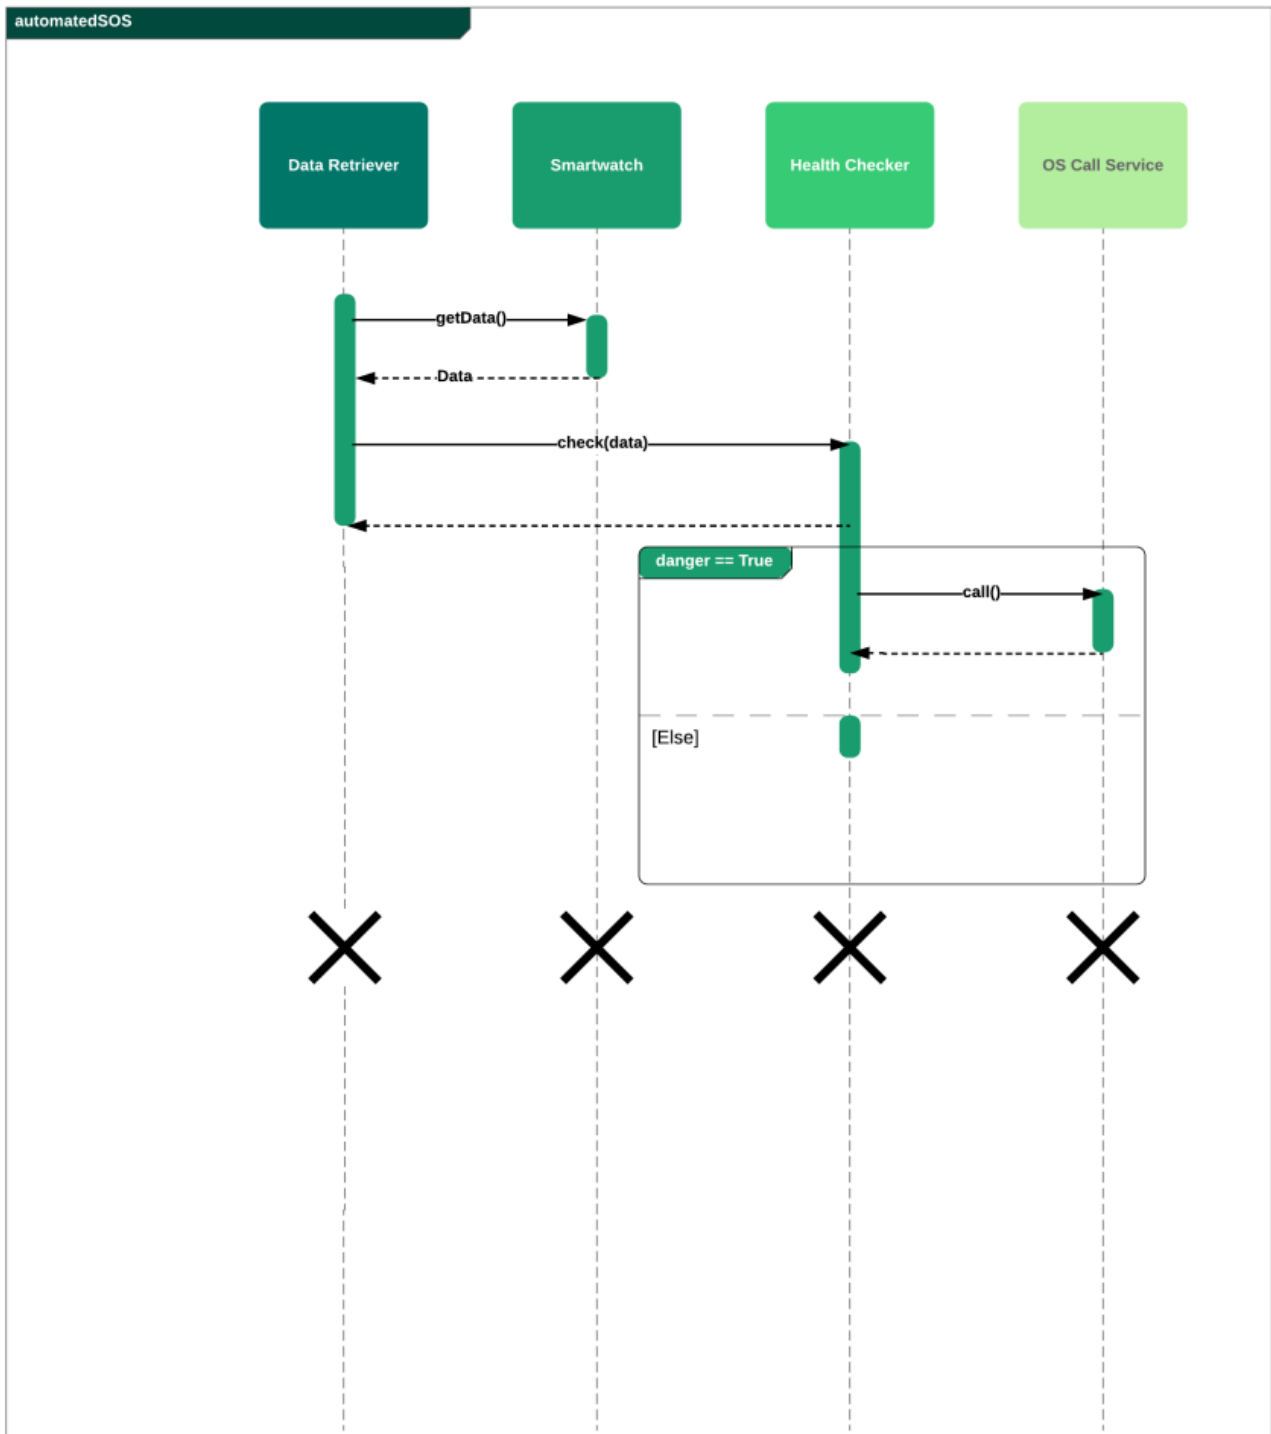 automatedSOS
Data Retriever
Smartwatch
Health Checker
OS Call Service
getData()
Data
check(data)
danger == True
call()
[Else]